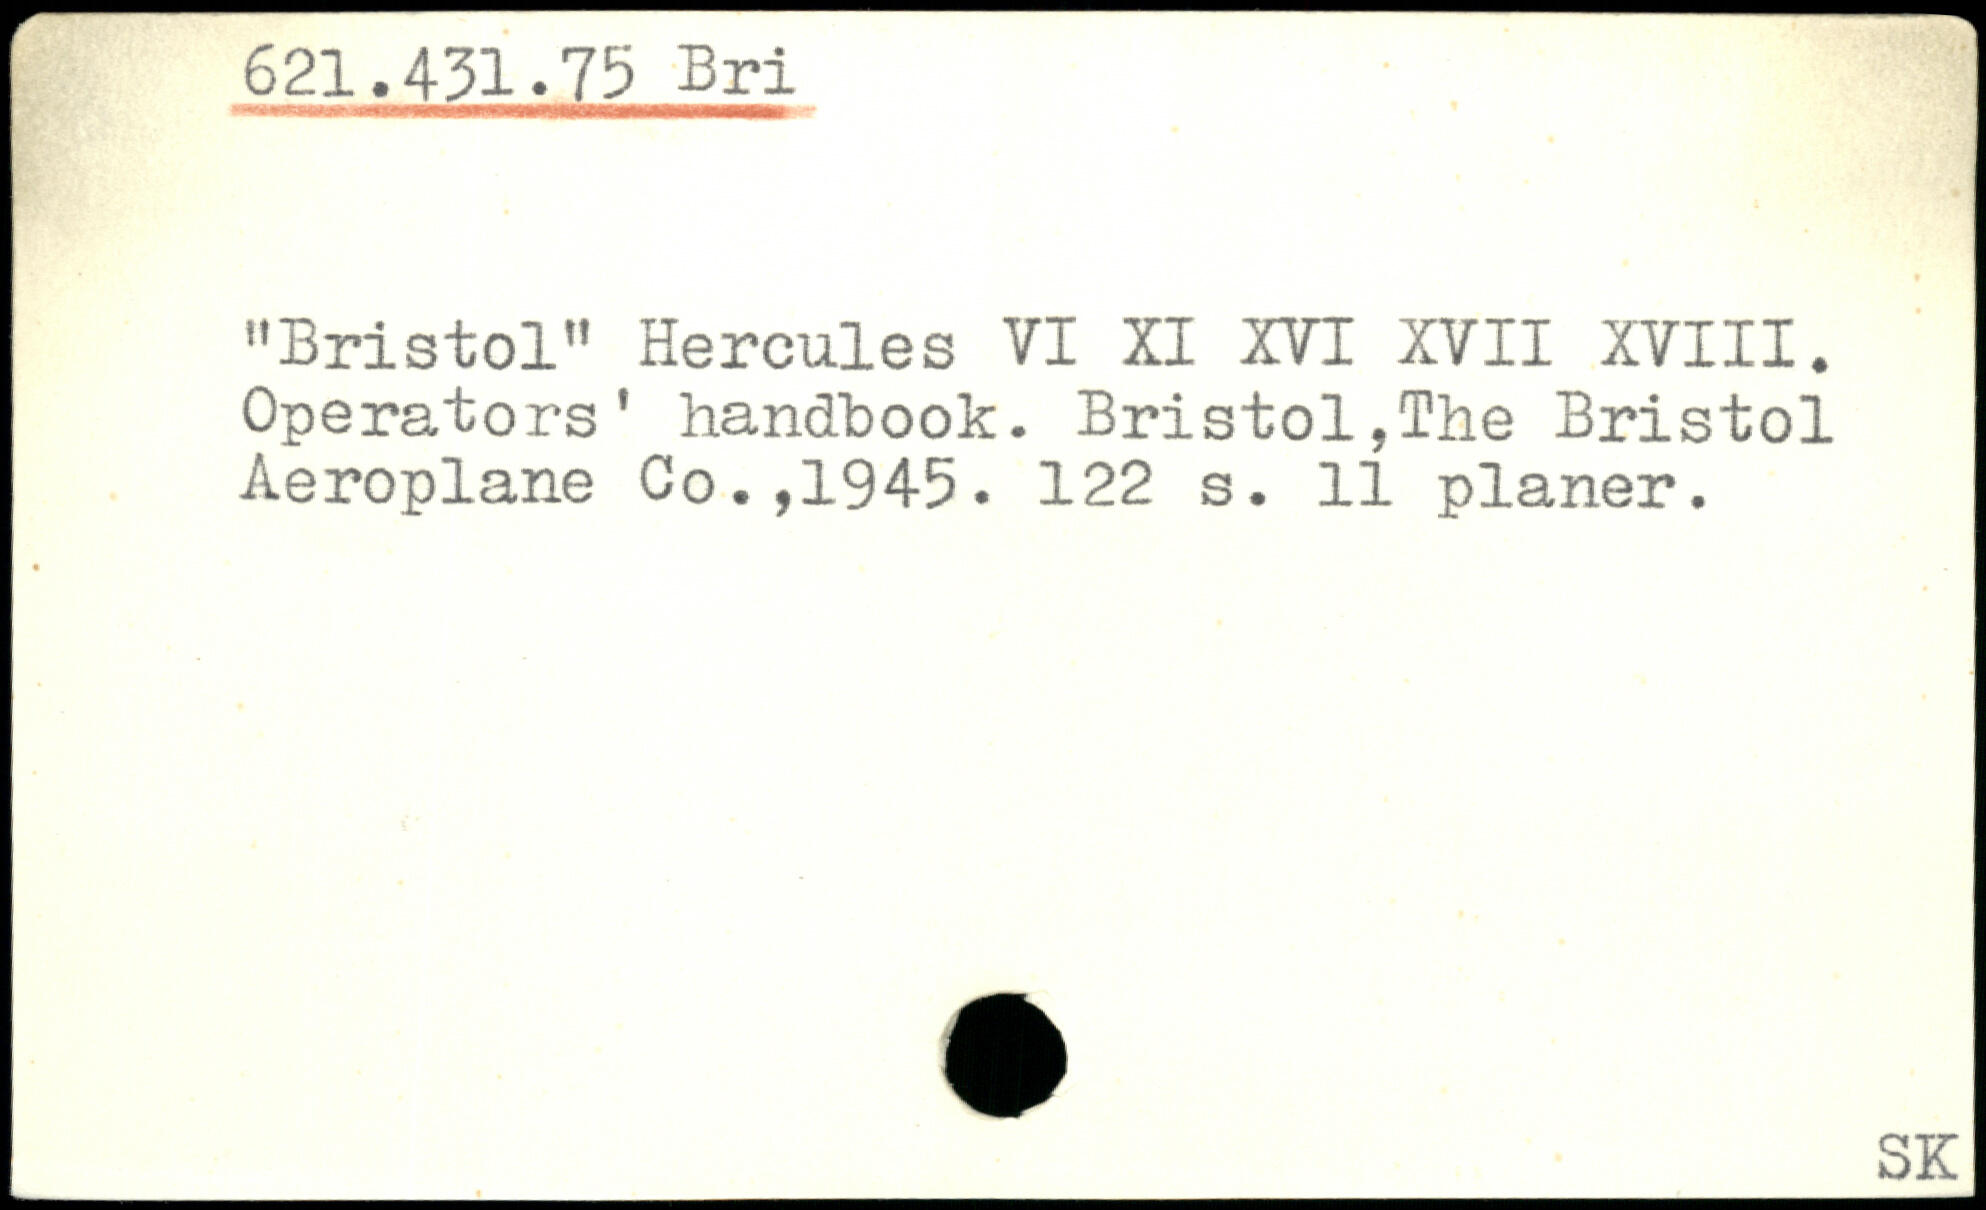 621.431.75 Bri
"Bristol" Hercules VI XI XVI XVII XVIII.
Operators' handbook. Bristol,The Bristol
Aeroplane Co.,1945. 122 s. 11 planer.
SK